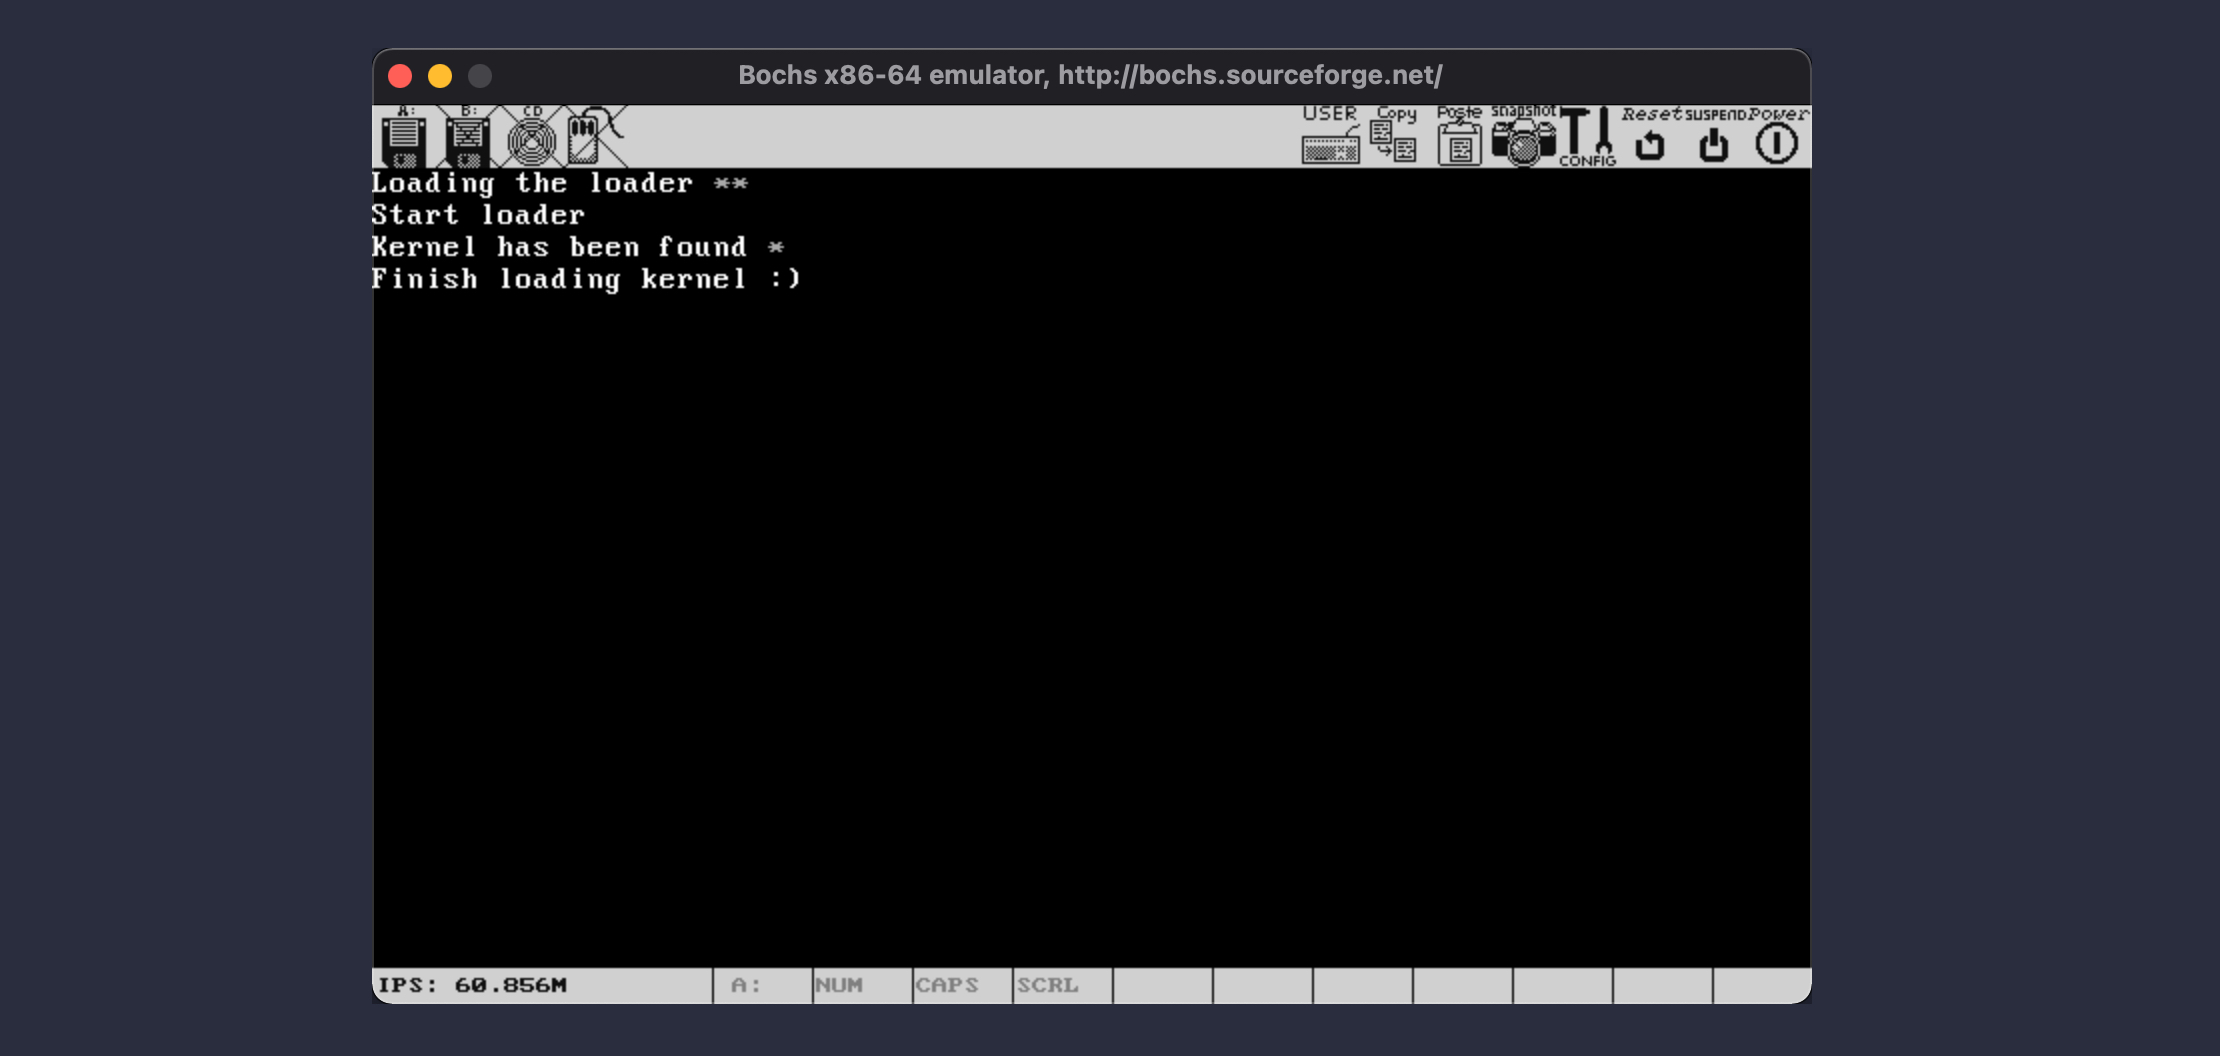 Bochs x86-64 emulator, http://bochs.sourceforge.net/
A: B: CD USER Copy Paste snapshot CONFIG Reset SUSPEND Power
Loading the loader **
Start loader
Kernel has been found *
Finish loading kernel :)
IPS: 60.856M A: NUM CAPS SCRL